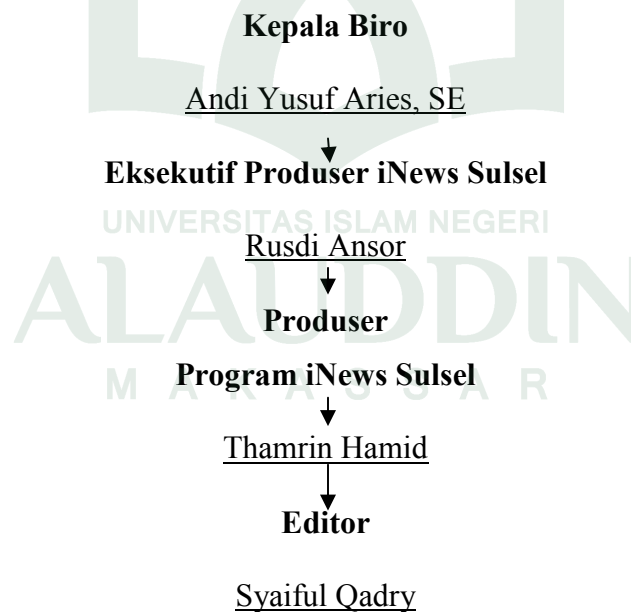 Kepala Biro
Andi Yusuf Aries, SE
Eksekutif Produser iNews Sulsel
UNIVERSITAS ISLAM NEGERI
Rusdi Ansor
ALAUDDIN
Produser
Program iNews Sulsel
MAKASSAR
Thamrin Hamid
Editor
Syaiful Qadry